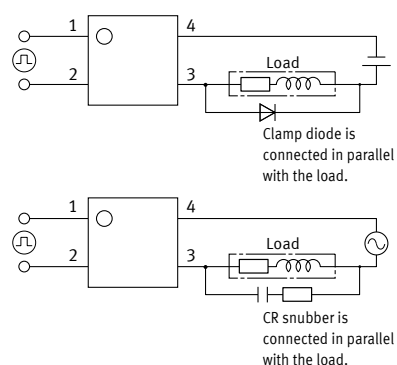 1
4
2
3
Load
Clamp diode is
connected in parallel
with the load.
1
4
2
3
Load
CR snubber is
connected in parallel
with the load.